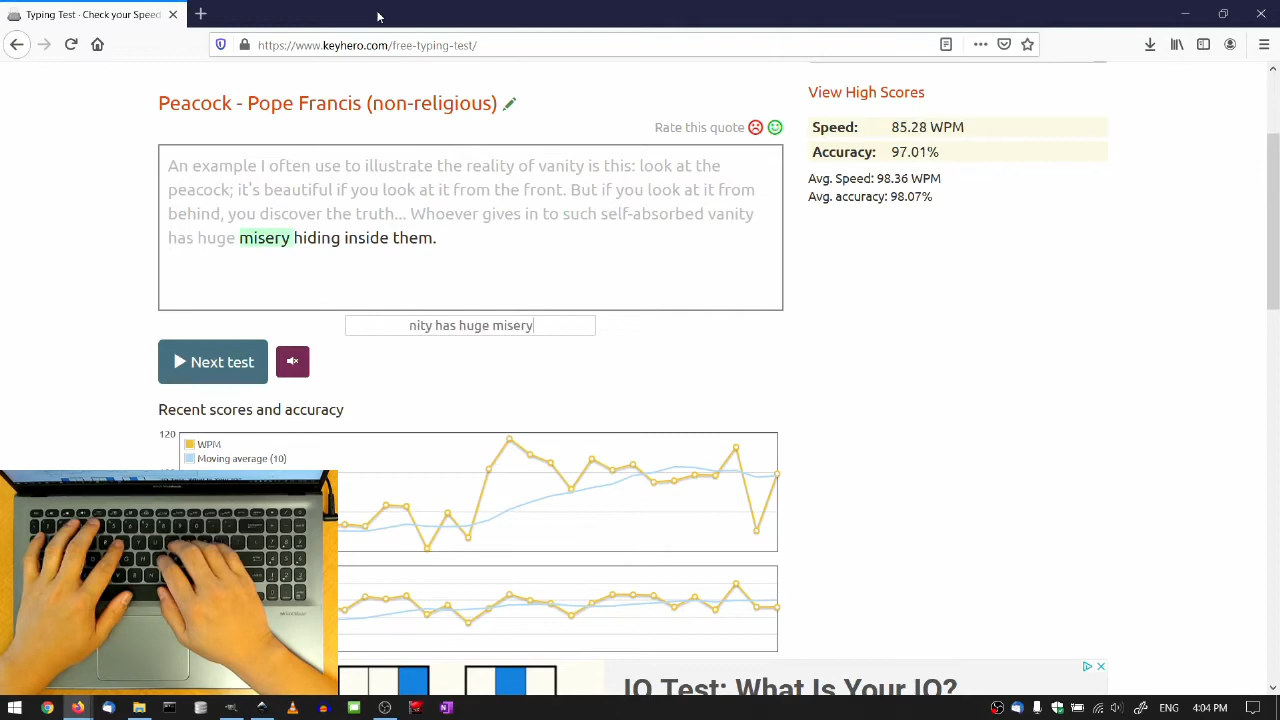 Typing Test - Check your Speed
https://www.keyhero.com/free-typing-test/
Peacock - Pope Francis (non-religious)
Rate this quote
An example I often use to illustrate the reality of vanity is this: look at the
peacock; it's beautiful if you look at it from the front. But if you look at it from
behind, you discover the truth... Whoever gives in to such self-absorbed vanity
has huge misery hiding inside them.
nity has huge misery
Next test
View High Scores
Speed: 85.28 WPM
Accuracy: 97.01%
Avg. Speed: 98.36 WPM
Avg. accuracy: 98.07%
Recent scores and accuracy
120
WPM
Moving average (10)
IQ Test: What Is Your IQ?
4:04 PM